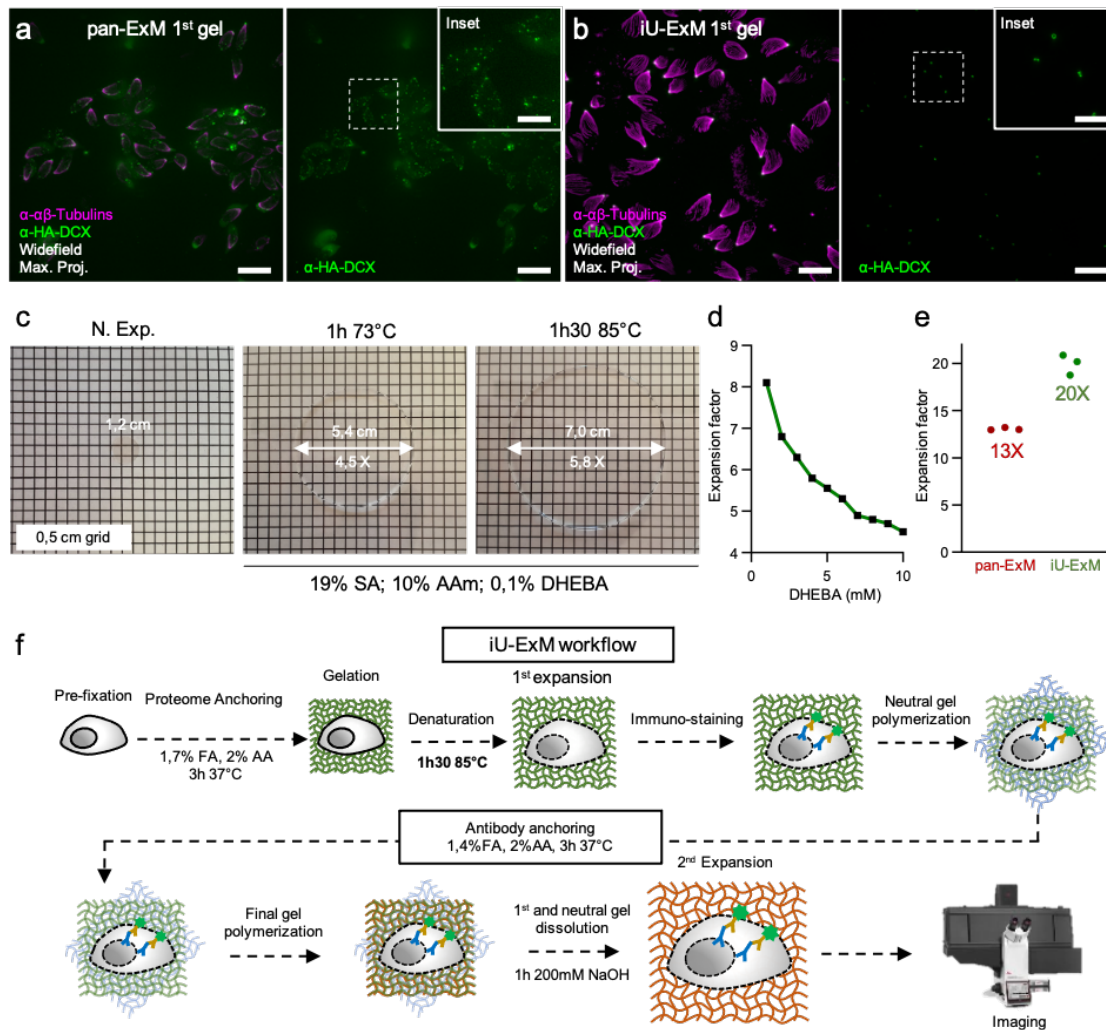 a
pan-ExM 1st gel
Inset
α-αβ-Tubulins
α-HA-DCX
Widefield
Max. Proj.
α-HA-DCX
b
iU-ExM 1st gel
Inset
α-αβ-Tubulins
α-HA-DCX
Widefield
Max. Proj.
α-HA-DCX
c
N. Exp.
1h 73°C
1h30 85°C
1,2 cm
5,4 cm
4,5 X
7,0 cm
5,8 X
0,5 cm grid
19% SA; 10% AAm; 0,1% DHEBA
d
Expansion factor
9
8
7
6
5
4
0
5
10
DHEBA (mM)
e
Expansion factor
20
15
10
5
0
13X
20X
pan-ExM
iU-ExM
f
iU-ExM workflow
Pre-fixation
Proteome Anchoring
1,7% FA, 2% AA
3h 37°C
Gelation
Denaturation
1h30 85°C
1st expansion
Immuno-staining
Neutral gel
polymerization
Antibody anchoring
1,4%FA, 2%AA, 3h 37°C
Final gel
polymerization
1st and neutral gel
dissolution
1h 200mM NaOH
2nd Expansion
Imaging